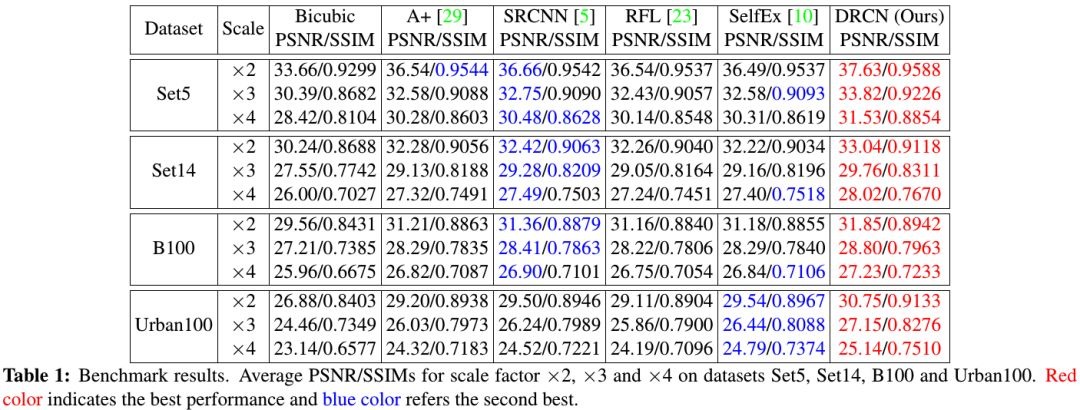 Dataset Scale Bicubic A+ [29] SRCNN [5] RFL [23] SelfEx [10] DRCN (Ours)
PSNR/SSIM PSNR/SSIM PSNR/SSIM PSNR/SSIM PSNR/SSIM PSNR/SSIM
Set5 ×2 33.66/0.9299 36.54/0.9544 36.66/0.9542 36.54/0.9537 36.49/0.9537 37.63/0.9588
×3 30.39/0.8682 32.58/0.9088 32.75/0.9090 32.43/0.9057 32.58/0.9093 33.82/0.9226
×4 28.42/0.8104 30.28/0.8603 30.48/0.8628 30.14/0.8548 30.31/0.8619 31.53/0.8854
Set14 ×2 30.24/0.8688 32.28/0.9056 32.42/0.9063 32.26/0.9040 32.22/0.9034 33.04/0.9118
×3 27.55/0.7742 29.13/0.8188 29.28/0.8209 29.05/0.8164 29.16/0.8196 29.76/0.8311
×4 26.00/0.7027 27.32/0.7491 27.49/0.7503 27.24/0.7451 27.40/0.7518 28.02/0.7670
B100 ×2 29.56/0.8431 31.21/0.8863 31.36/0.8879 31.16/0.8840 31.18/0.8855 31.85/0.8942
×3 27.21/0.7385 28.29/0.7835 28.41/0.7863 28.22/0.7806 28.29/0.7840 28.80/0.7963
×4 25.96/0.6675 26.82/0.7087 26.90/0.7101 26.75/0.7054 26.84/0.7106 27.23/0.7233
Urban100 ×2 26.88/0.8403 29.20/0.8938 29.50/0.8946 29.11/0.8904 29.54/0.8967 30.75/0.9133
×3 24.46/0.7349 26.03/0.7973 26.24/0.7989 25.86/0.7900 26.44/0.8088 27.15/0.8276
×4 23.14/0.6577 24.32/0.7183 24.52/0.7221 24.19/0.7096 24.79/0.7374 25.14/0.7510
Table 1: Benchmark results. Average PSNR/SSIMs for scale factor ×2, ×3 and ×4 on datasets Set5, Set14, B100 and Urban100. Red
color indicates the best performance and blue color refers the second best.